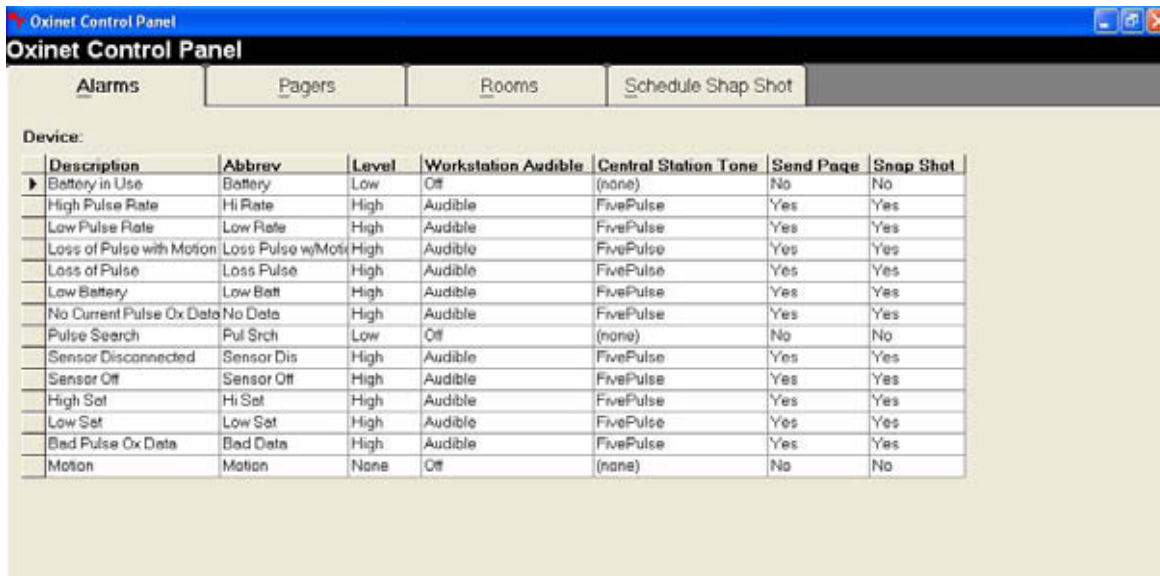 Oxinet Control Panel
Oxinet Control Panel
Alarms Pagers Rooms Schedule Shap Shot
Device:
Description Abbrev Level Workstation Audible Central Station Tone Send Page Snap Shot
Battery in Use Battery Low Off (none) No No
High Pulse Rate Hi Rate High Audible FivePulse Yes Yes
Low Pulse Rate Low Rate High Audible FivePulse Yes Yes
Loss of Pulse with Motion Loss Pulse w/Motic High Audible FivePulse Yes Yes
Loss of Pulse Loss Pulse High Audible FivePulse Yes Yes
Low Battery Low Batt High Audible FivePulse Yes Yes
No Current Pulse Ox Data No Data High Audible FivePulse Yes Yes
Pulse Search Pul Srch Low Off (none) No No
Sensor Disconnected Sensor Dis High Audible FivePulse Yes Yes
Sensor Off Sensor Off High Audible FivePulse Yes Yes
High Sat Hi Sat High Audible FivePulse Yes Yes
Low Sat Low Sat High Audible FivePulse Yes Yes
Bad Pulse Ox Data Bad Data High Audible FivePulse Yes Yes
Motion Motion None Off (none) No No